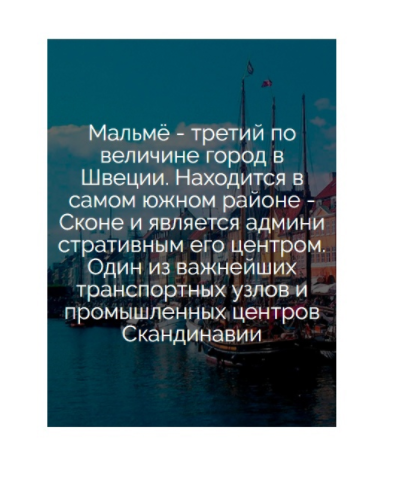 Мальмё - третий по
величине город в
Швеции. Находится в
самом южном районе -
Сконе и является админи
стративным его центром.
Один из важнейших
транспортных узлов и
промышленных центров
Скандинавии